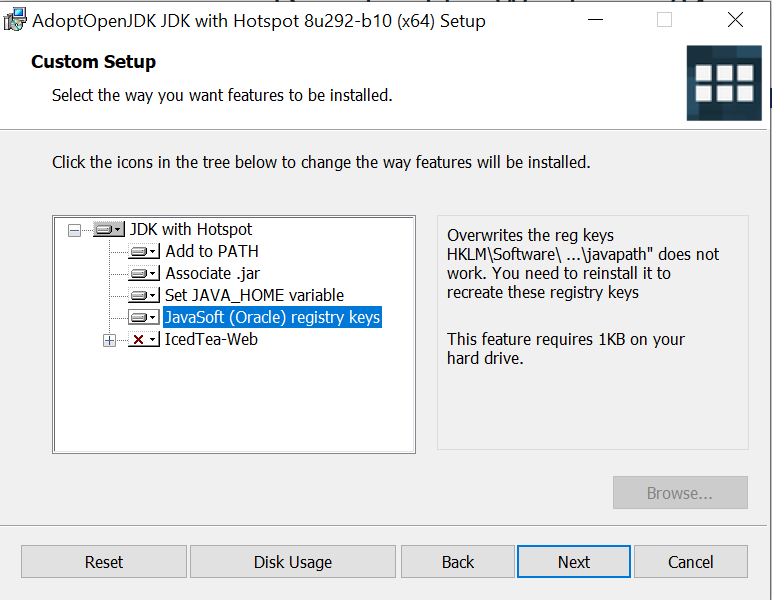 AdoptOpenJDK JDK with Hotspot 8u292-b10 (x64) Setup
Custom Setup
Select the way you want features to be installed.
Click the icons in the tree below to change the way features will be installed.
JDK with Hotspot
Add to PATH
Associate .jar
Set JAVA_HOME variable
JavaSoft (Oracle) registry keys
IcedTea-Web
Overwrites the reg keys
HKLM\Software\ ...\javapath" does not
work. You need to reinstall it to
recreate these registry keys
This feature requires 1KB on your
hard drive.
Browse...
Reset
Disk Usage
Back
Next
Cancel